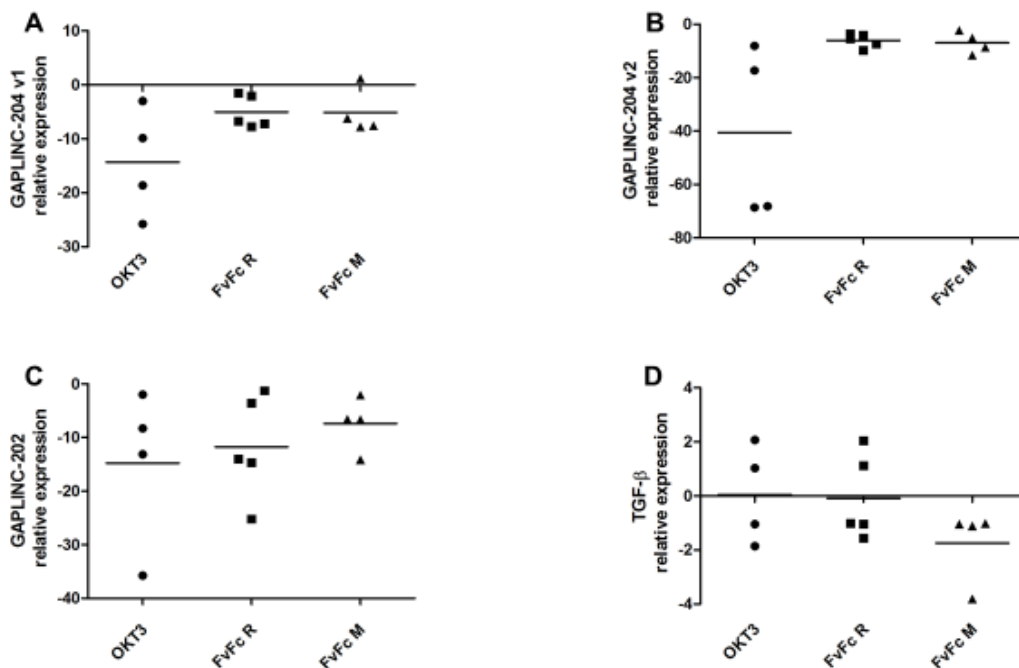 A
GAPLINC-204 v1
relative expression
10
0
-10
-20
-30
OKT3
FvFc R
FvFc M
B
GAPLINC-204 v2
relative expression
0
-20
-40
-60
-80
OKT3
FvFc R
FvFc M
C
GAPLINC-202
relative expression
0
-10
-20
-30
-40
OKT3
FvFc R
FvFc M
D
TGF-β
relative expression
4
2
0
-2
-4
OKT3
FvFc R
FvFc M